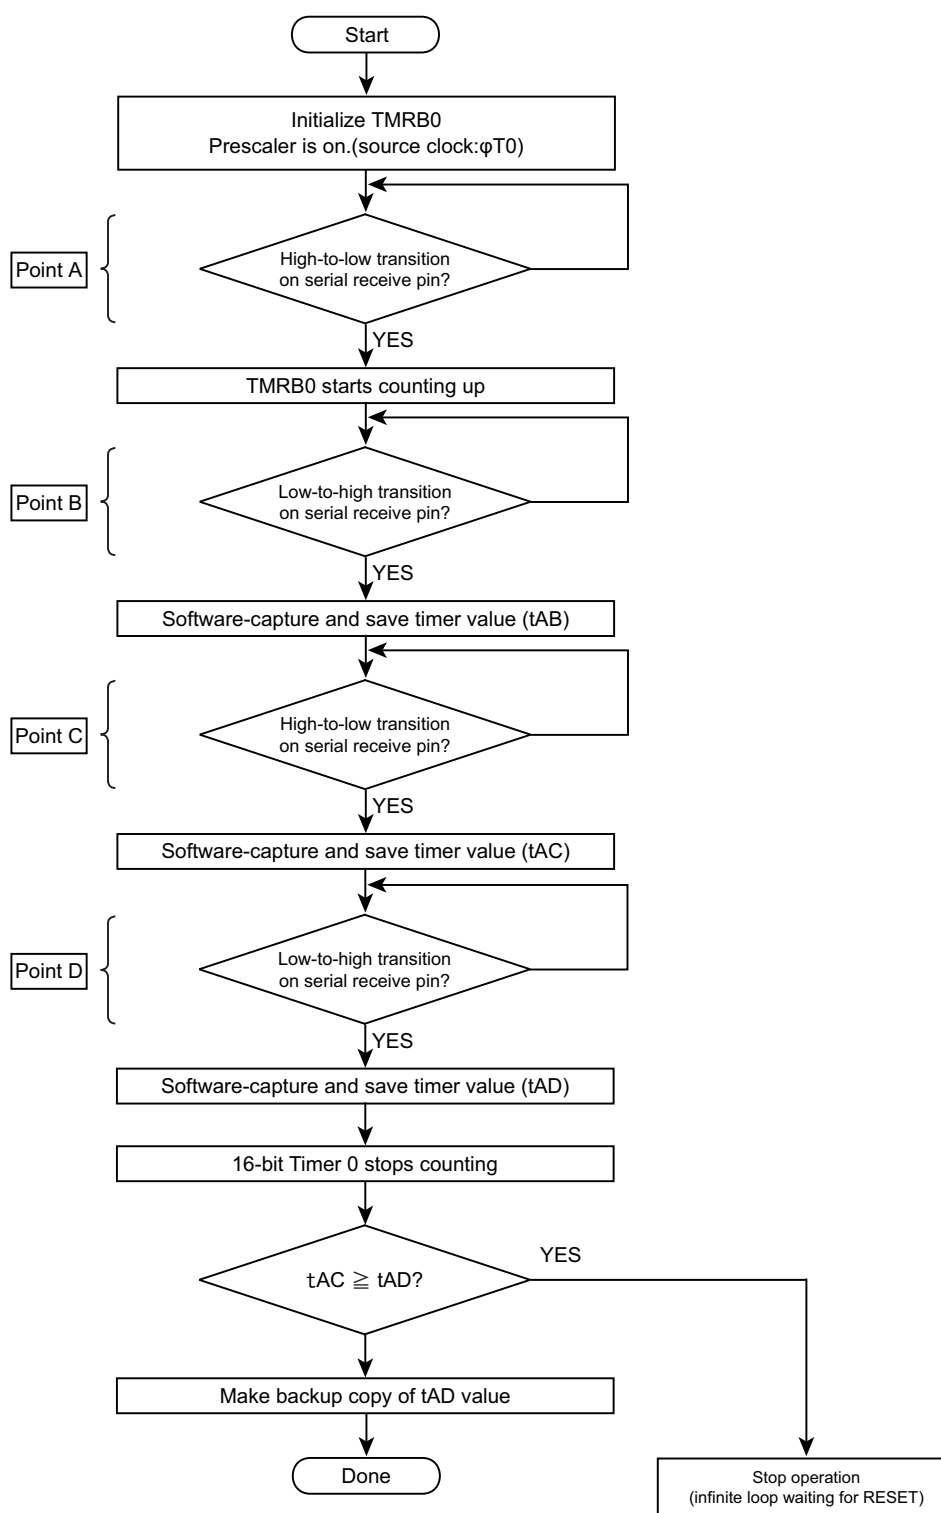 Start
Initialize TMRB0
Prescaler is on.(source clock:φT0)
Point A
High-to-low transition
on serial receive pin?
YES
TMRB0 starts counting up
Point B
Low-to-high transition
on serial receive pin?
YES
Software-capture and save timer value (tAB)
Point C
High-to-low transition
on serial receive pin?
YES
Software-capture and save timer value (tAC)
Point D
Low-to-high transition
on serial receive pin?
YES
Software-capture and save timer value (tAD)
16-bit Timer 0 stops counting
YES
tAC ≧ tAD?
Make backup copy of tAD value
Done
Stop operation
(infinite loop waiting for RESET)